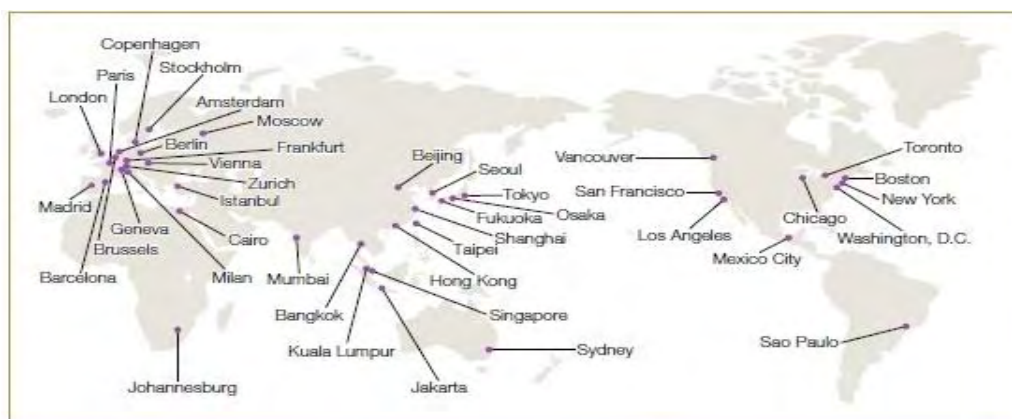 Copenhagen
Paris
Stockholm
London
Amsterdam
Moscow
Berlin
Frankfurt
Vienna
Zurich
Istanbul
Madrid
Geneva
Brussels
Cairo
Barcelona
Milan
Mumbai
Johannesburg
Beijing
Seoul
Tokyo
Osaka
Fukuoka
Shanghai
Taipei
Hong Kong
Bangkok
Singapore
Kuala Lumpur
Jakarta
Sydney
Vancouver
San Francisco
Los Angeles
Mexico City
Chicago
Toronto
Boston
New York
Washington, D.C.
Sao Paulo